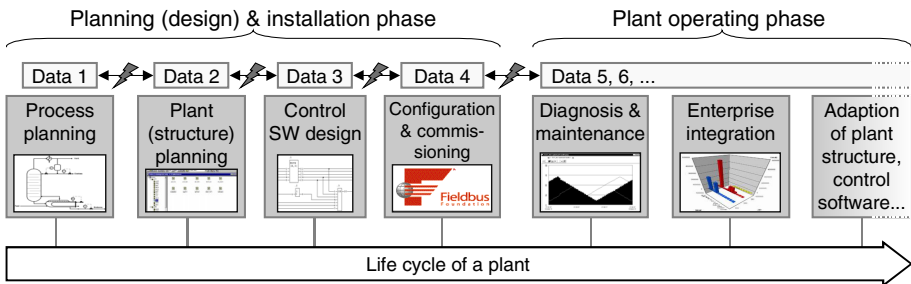 Planning (design) & installation phase
Plant operating phase
Data 1
Data 2
Data 3
Data 4
Data 5, 6, ...
Process
planning
Plant
(structure)
planning
Control
SW design
Configuration
& commis-
sioning
Fieldbus
Foundation
Diagnosis &
maintenance
Enterprise
integration
Adaption
of plant
structure,
control
software...
Life cycle of a plant